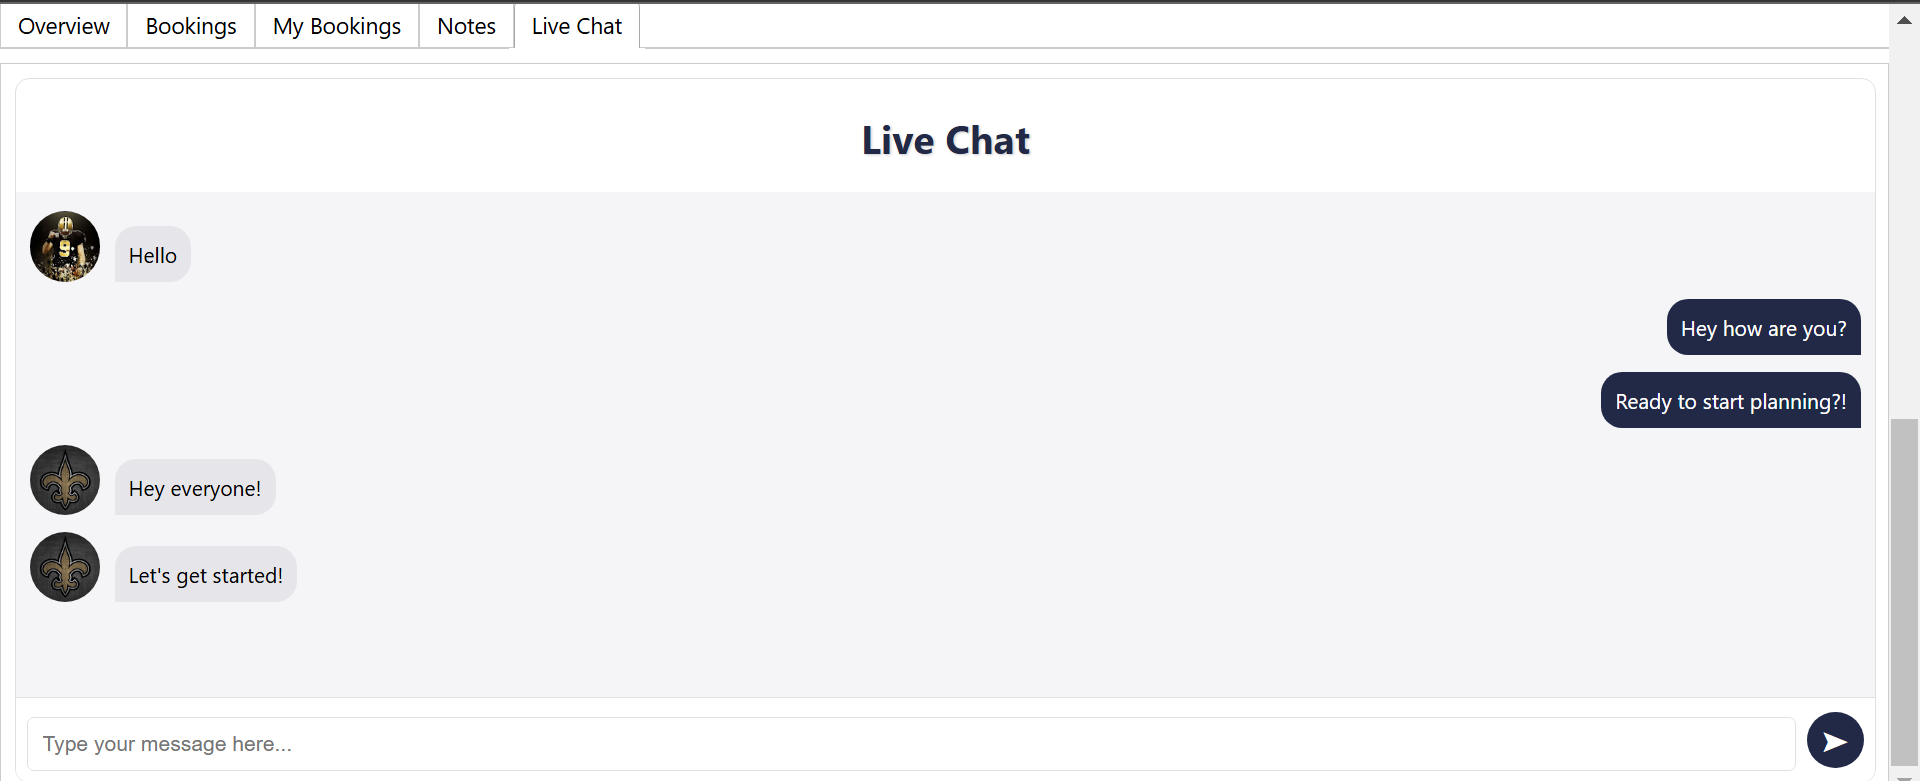 Overview Bookings My Bookings Notes Live Chat
Live Chat
9
Hello
Hey how are you?
Ready to start planning?!
Hey everyone!
Let's get started!
Type your message here...